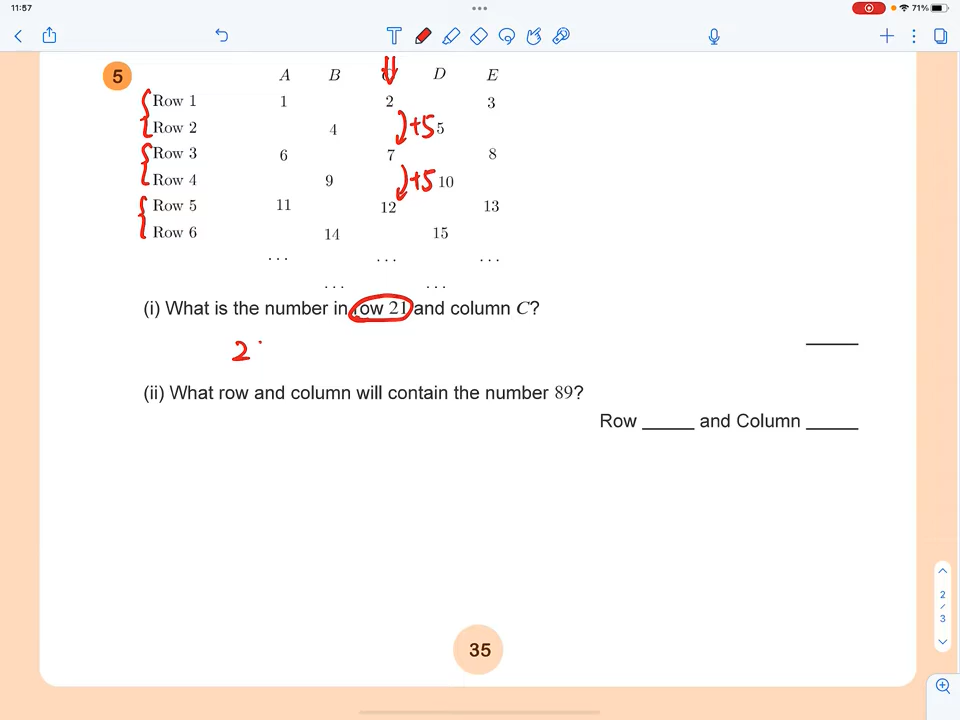 11:57
71%
T
5 A B C D E
Row 1 1 2 3
Row 2 4 +5 5
Row 3 6 7 8
Row 4 9 +5 10
Row 5 11 12 13
Row 6 14 15
... ... ...
... ...
(i) What is the number in row 21 and column C?
2
(ii) What row and column will contain the number 89?
Row _____ and Column _____
2
/
3
35